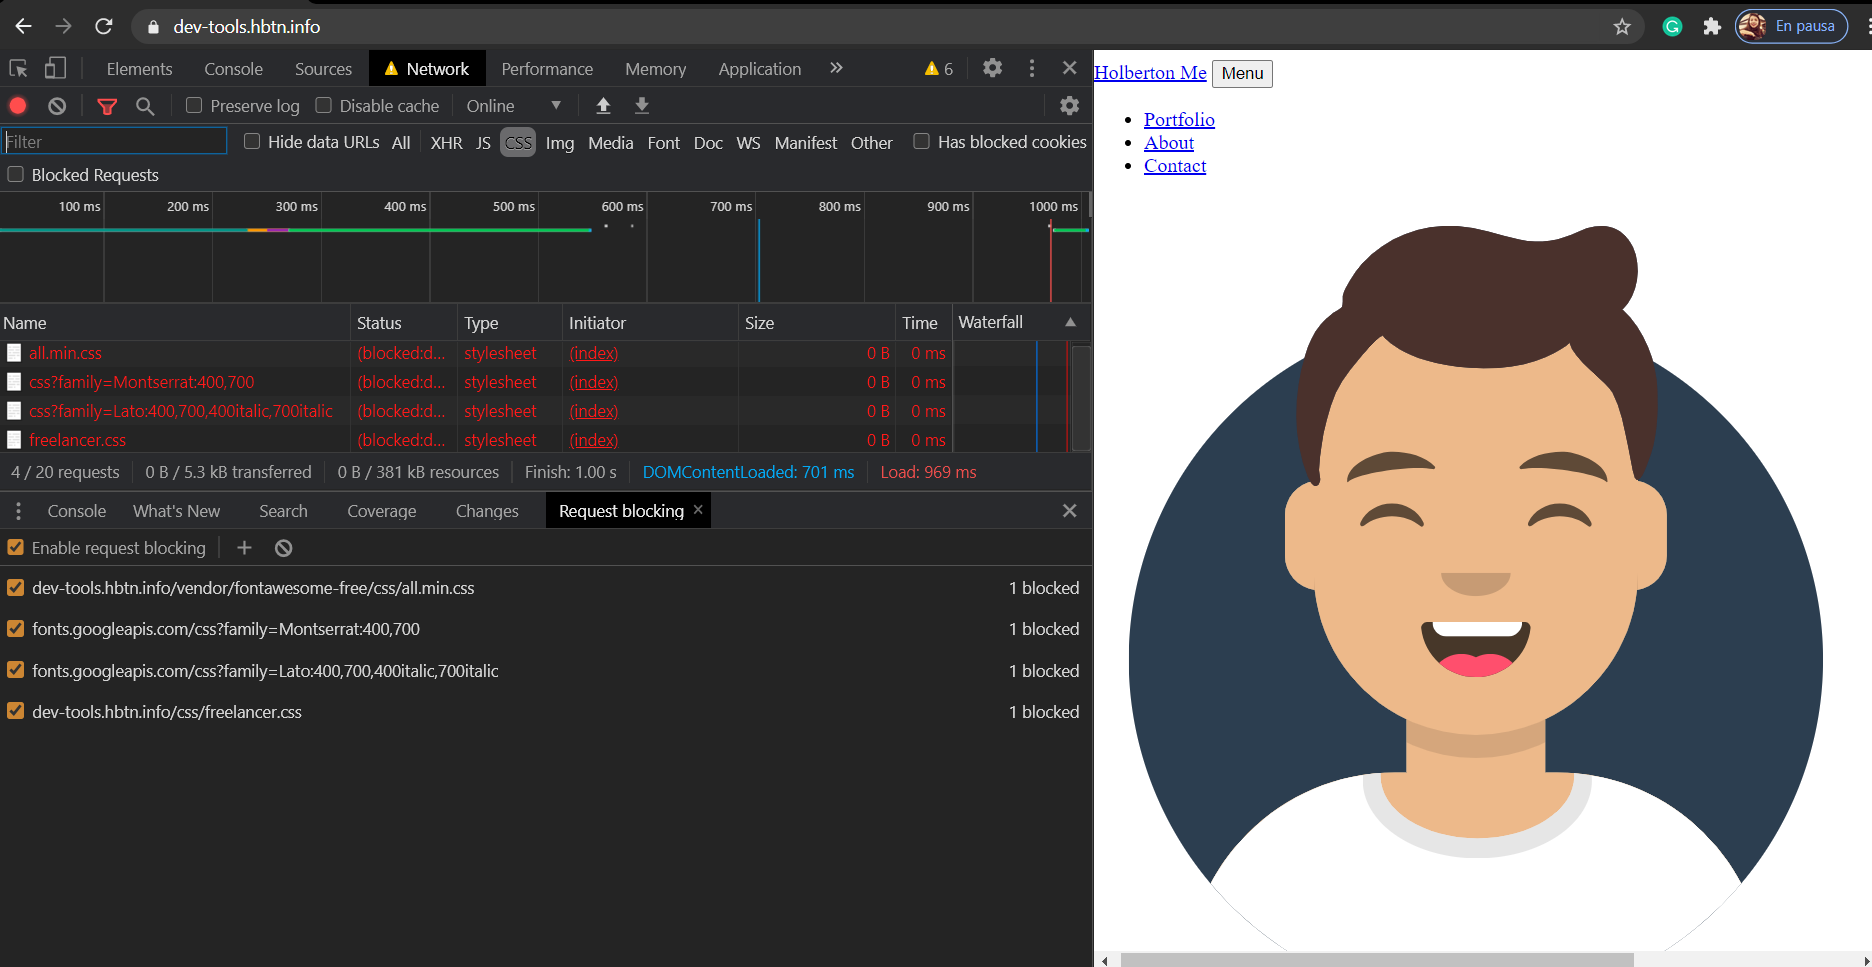 dev-tools.hbtn.info
En pausa
Elements Console Sources Network Performance Memory Application » 6
Preserve log Disable cache Online
Filter Hide data URLs All XHR JS CSS Img Media Font Doc WS Manifest Other Has blocked cookies
Blocked Requests
100 ms 200 ms 300 ms 400 ms 500 ms 600 ms 700 ms 800 ms 900 ms 1000 ms
Name Status Type Initiator Size Time Waterfall
all.min.css (blocked:d... stylesheet (index) 0 B 0 ms
css?family=Montserrat:400,700 (blocked:d... stylesheet (index) 0 B 0 ms
css?family=Lato:400,700,400italic,700italic (blocked:d... stylesheet (index) 0 B 0 ms
freelancer.css (blocked:d... stylesheet (index) 0 B 0 ms
4 / 20 requests 0 B / 5.3 kB transferred 0 B / 381 kB resources Finish: 1.00 s DOMContentLoaded: 701 ms Load: 969 ms
Console What's New Search Coverage Changes Request blocking
Enable request blocking
dev-tools.hbtn.info/vendor/fontawesome-free/css/all.min.css 1 blocked
fonts.googleapis.com/css?family=Montserrat:400,700 1 blocked
fonts.googleapis.com/css?family=Lato:400,700,400italic,700italic 1 blocked
dev-tools.hbtn.info/css/freelancer.css 1 blocked
Holberton Me Menu
Portfolio
About
Contact